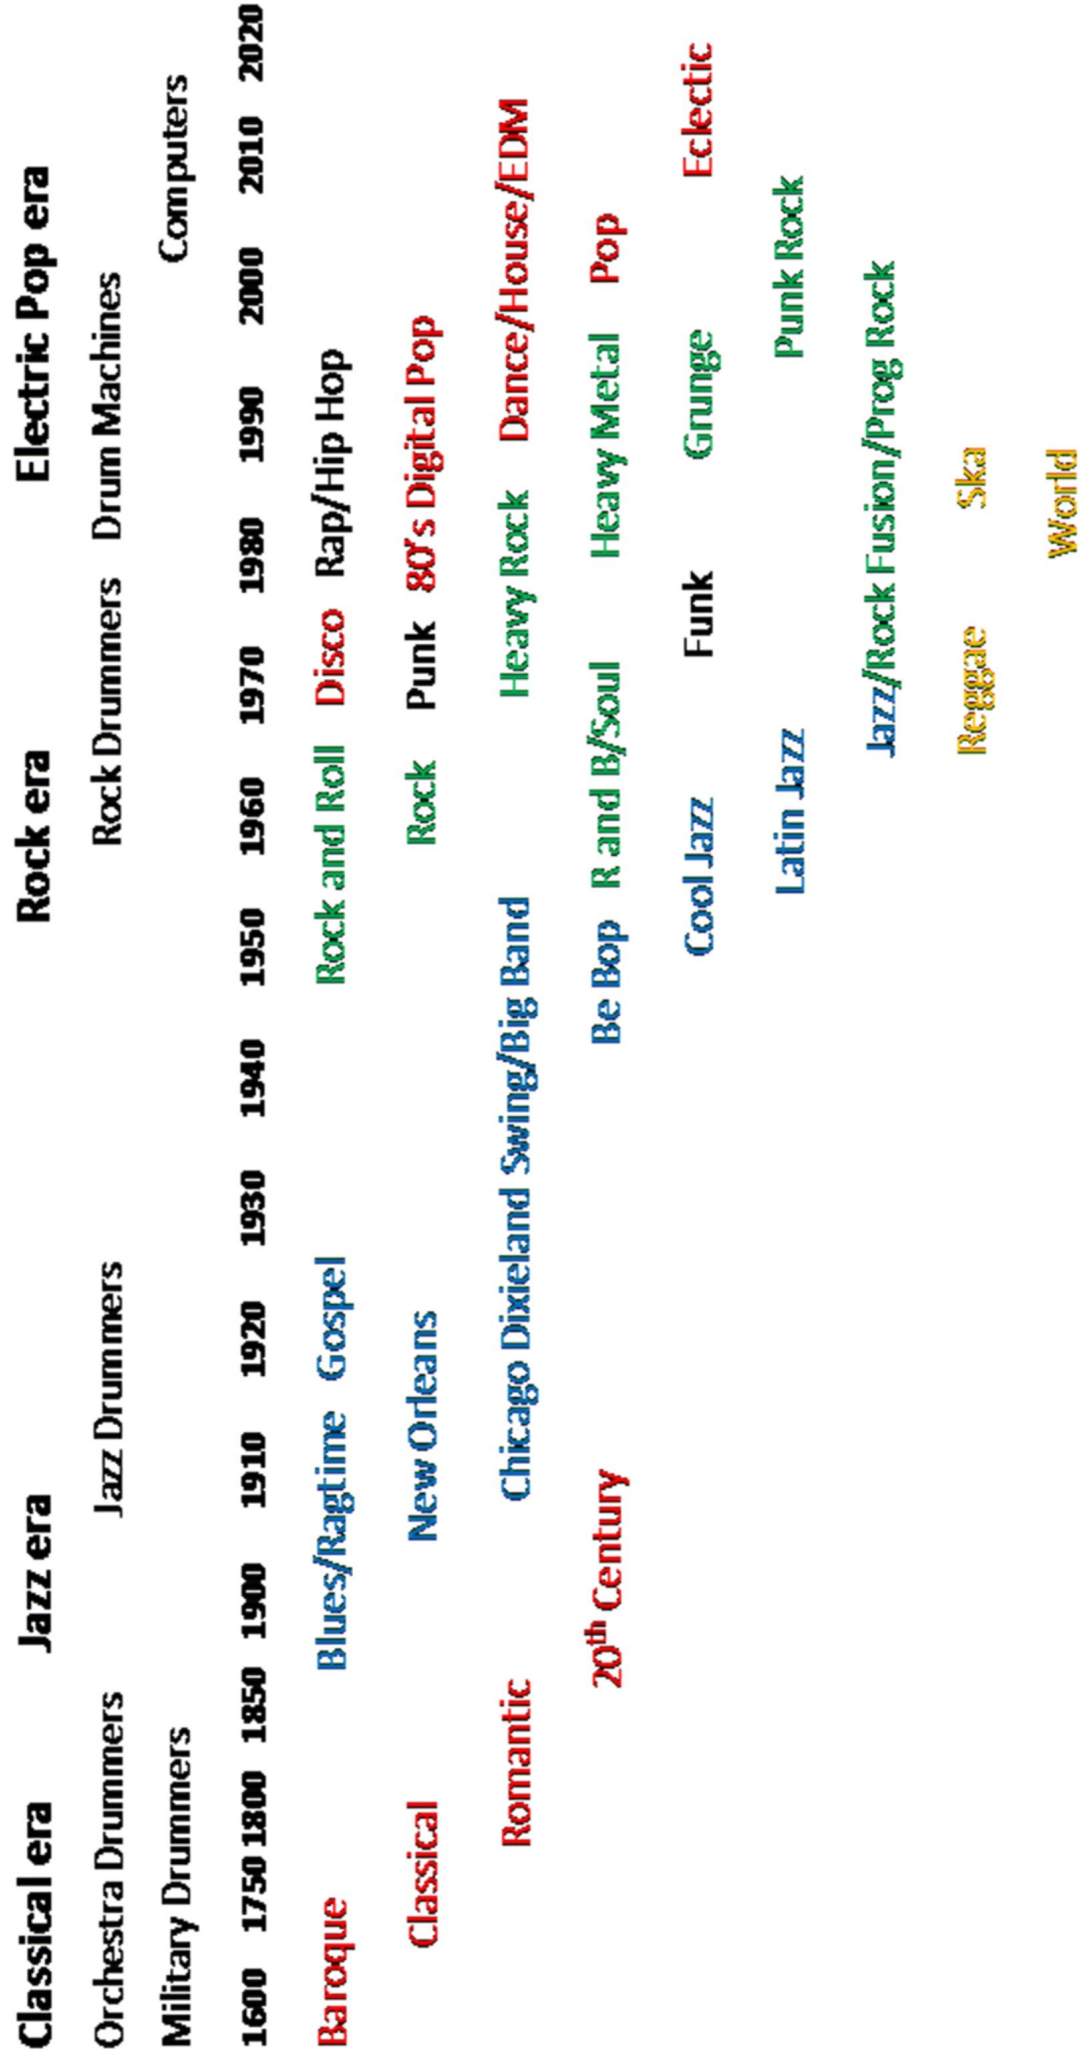 Classical era Jazz era Rock era Electric Pop era
Orchestra Drummers Jazz Drummers Rock Drummers Drum Machines
Military Drummers Computers
1600 1750 1800 1850 1900 1910 1920 1930 1940 1950 1960 1970 1980 1990 2000 2010 2020
Baroque Blues/Ragtime Gospel Rock and Roll Disco Rap/Hip Hop
Classical New Orleans Rock Punk 80's Digital Pop
Romantic Chicago Dixieland Swing/Big Band Heavy Rock Dance/House/EDM
20th Century Be Bop R and B/Soul Heavy Metal Pop
Cool Jazz Funk Grunge Eclectic
Latin Jazz Punk Rock
Jazz/Rock Fusion/Prog Rock
Reggae Ska
World